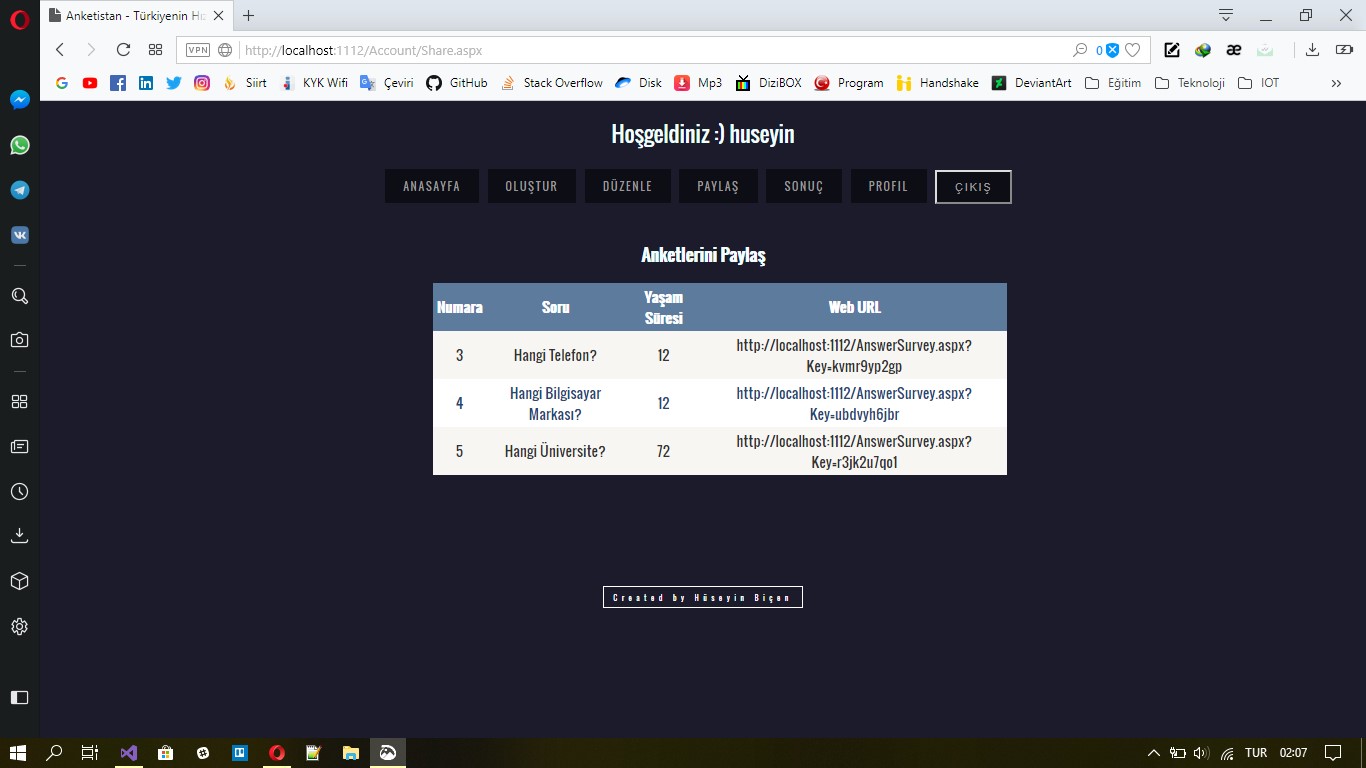 Anketistan - Türkiyenin Hı
VPN
http://localhost:1112/Account/Share.aspx
0
Siirt
KYK Wifi
Çeviri
GitHub
Stack Overflow
Disk
Mp3
DiziBOX
Program
Handshake
DeviantArt
Eğitim
Teknoloji
IOT
Hoşgeldiniz :) huseyin
ANASAYFA
OLUŞTUR
DÜZENLE
PAYLAŞ
SONUÇ
PROFIL
ÇIKIŞ
Anketlerini Paylaş
Numara
Soru
Yaşam
Süresi
Web URL
3
Hangi Telefon?
12
http://localhost:1112/AnswerSurvey.aspx?
Key=kvmr9yp2gp
4
Hangi Bilgisayar
Markası?
12
http://localhost:1112/AnswerSurvey.aspx?
Key=ubdvyh6jbr
5
Hangi Üniversite?
72
http://localhost:1112/AnswerSurvey.aspx?
Key=r3jk2u7qo1
Created by Hüseyin Biçen
TUR
02:07